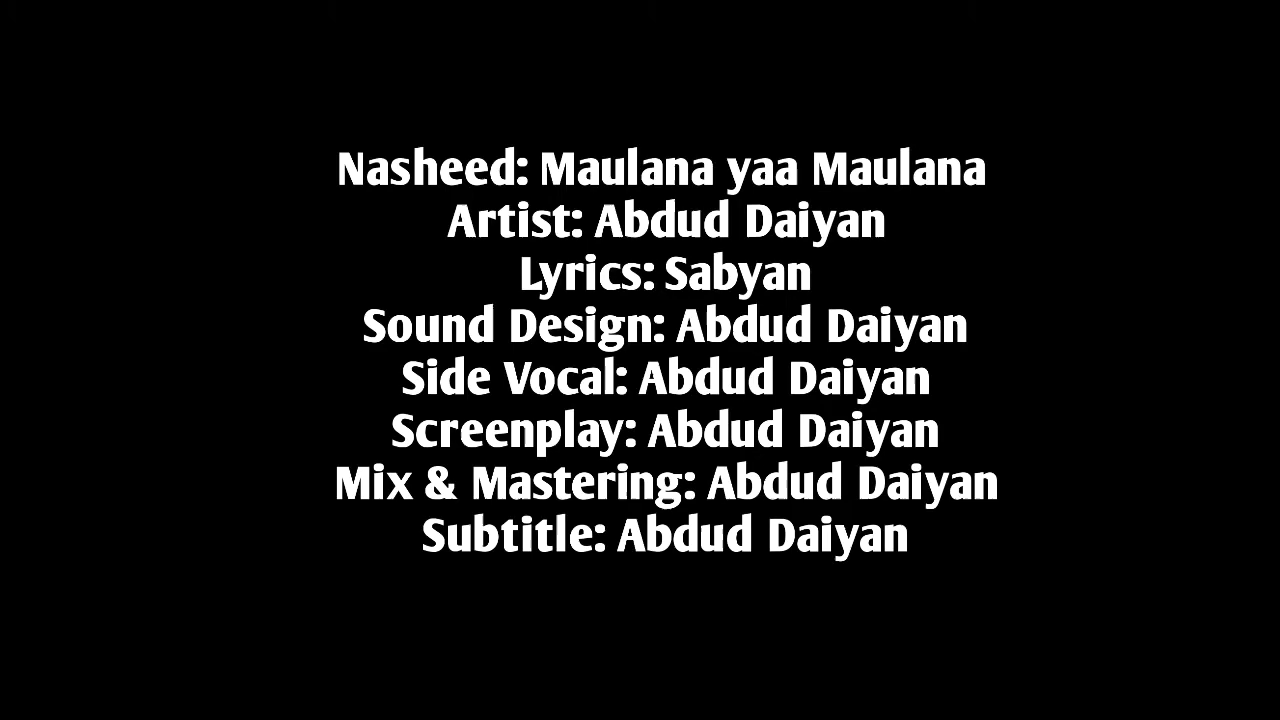 Nasheed: Maulana yaa Maulana
Artist: Abdud Daiyan
Lyrics: Sabyan
Sound Design: Abdud Daiyan
Side Vocal: Abdud Daiyan
Screenplay: Abdud Daiyan
Mix & Mastering: Abdud Daiyan
Subtitle: Abdud Daiyan